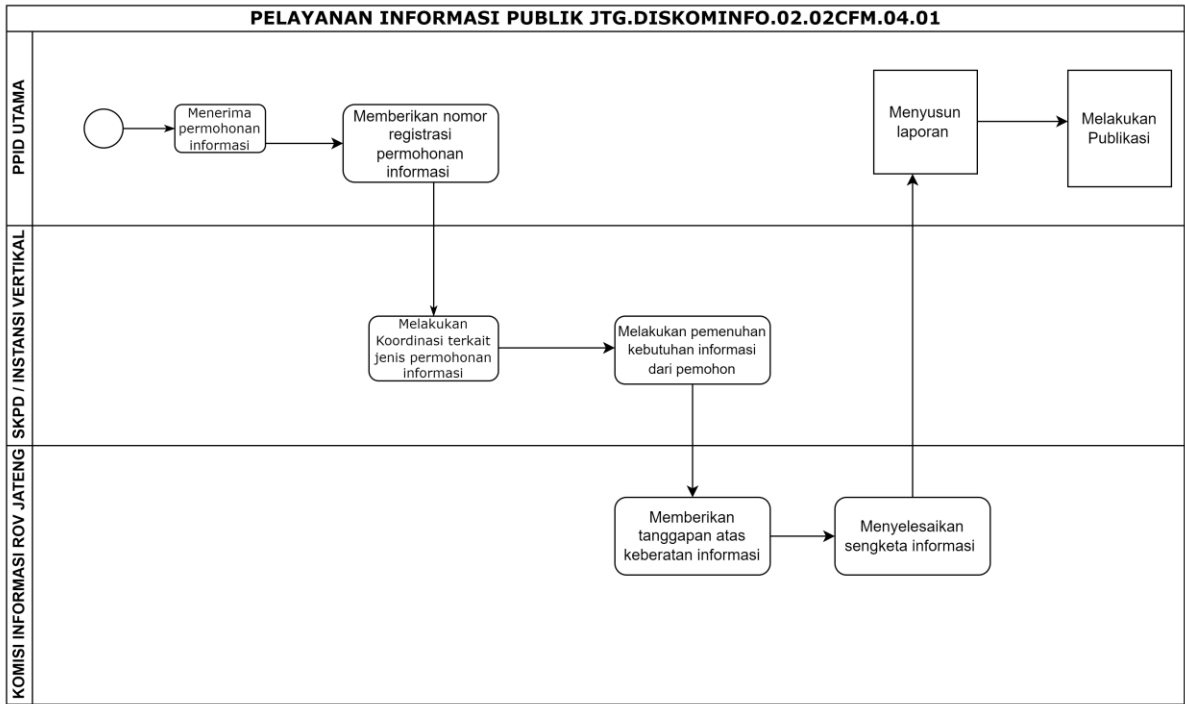 PELAYANAN INFORMASI PUBLIK JTG.DISKOMINFO.02.02CFM.04.01
PPID UTAMA
Menerima
permohonan
informasi
Memberikan nomor
registrasi
permohonan
informasi
Menyusun
laporan
Melakukan
Publikasi
SKPD / INSTANSI VERTIKAL
Melakukan
Koordinasi terkait
jenis permohonan
informasi
Melakukan pemenuhan
kebutuhan informasi
dari pemohon
KOMISI INFORMASI ROV JATENG
Memberikan
tanggapan atas
keberatan informasi
Menyelesaikan
sengketa informasi